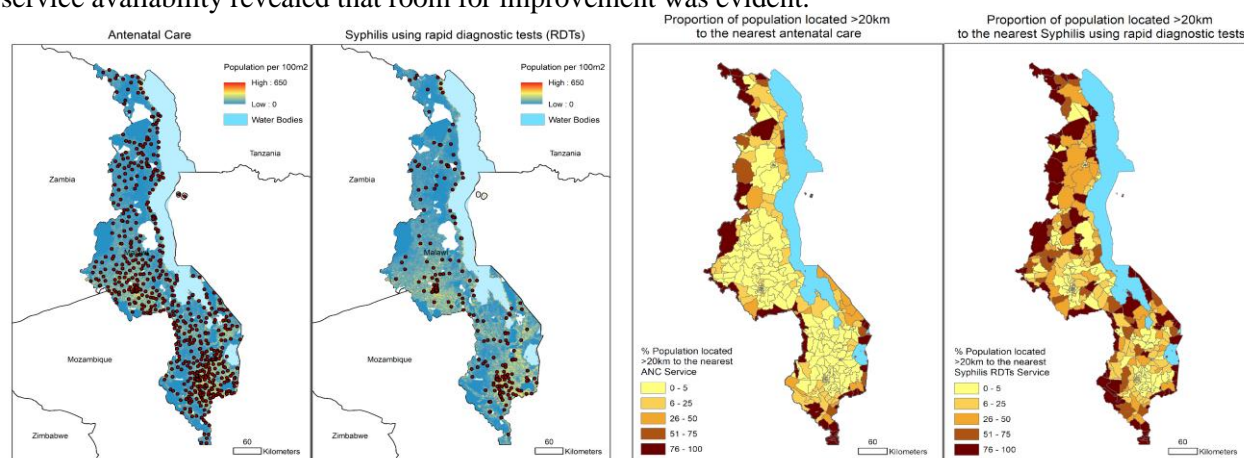 service availability revealed that room for improvement was evident.
Antenatal Care
Population per 100m2
High : 650
Low : 0
Water Bodies
Tanzania
Zambia
Malawi
Mozambique
Zimbabwe
60
Kilometers
Syphilis using rapid diagnostic tests (RDTs)
Population per 100m2
High : 650
Low : 0
Water Bodies
Tanzania
Zambia
Malawi
Mozambique
Zimbabwe
60
Kilometers
Proportion of population located >20km
to the nearest antenatal care
% Population located
>20km to the nearest
ANC Service
0 - 5
6 - 25
26 - 50
51 - 75
76 - 100
60
Kilometers
Proportion of population located >20km
to the nearest Syphilis using rapid diagnostic tests
% Population located
>20km to the nearest
Syphilis RDTs Service
0 - 5
6 - 25
26 - 50
51 - 75
76 - 100
60
Kilometers